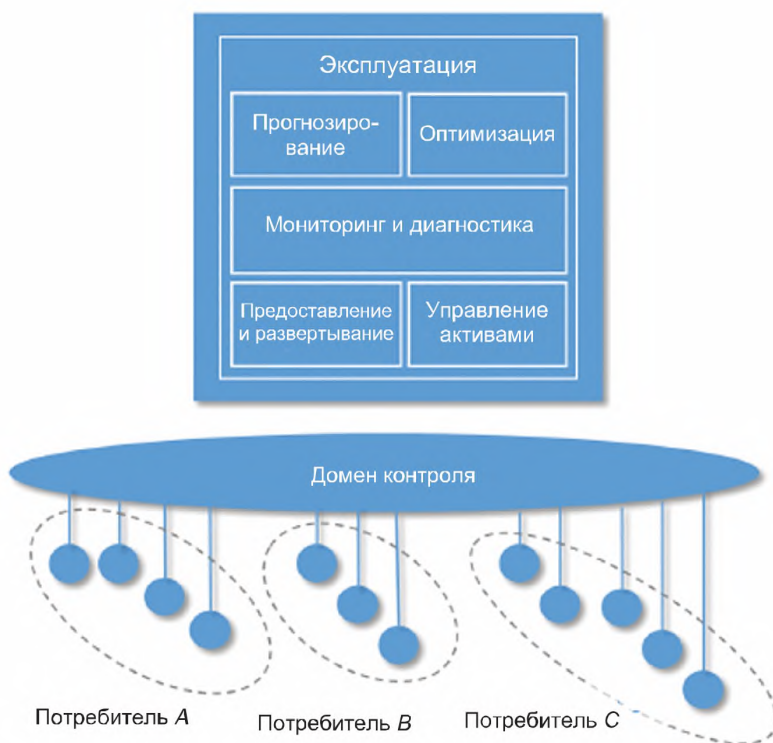 Эксплуатация
Прогнозиро-
вание
Оптимизация
Мониторинг и диагностика
Предоставление
и развертывание
Управление
активами
Домен контроля
Потребитель A
Потребитель B
Потребитель C